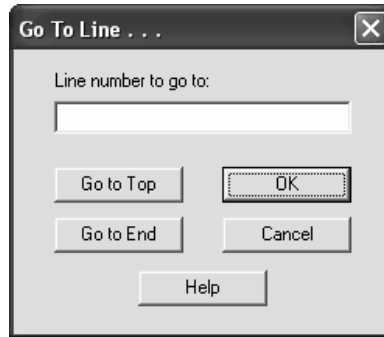 Go To Line . . .
Line number to go to:
Go to Top
OK
Go to End
Cancel
Help